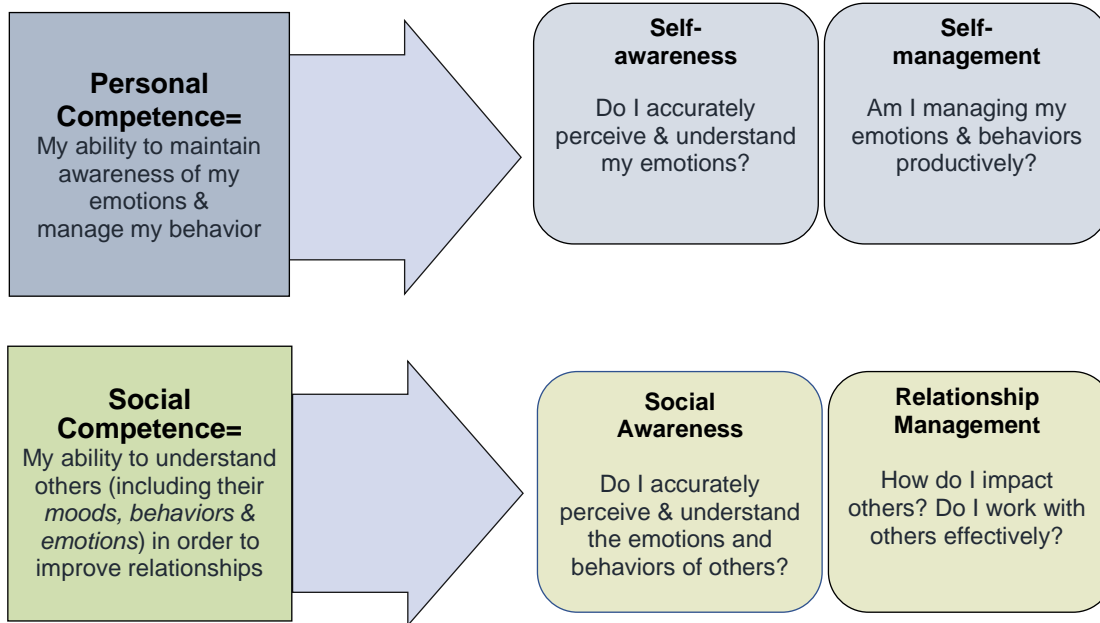 Personal
Competence=
My ability to maintain
awareness of my
emotions &
manage my behavior
Self-
awareness
Do I accurately
perceive & understand
my emotions?
Self-
management
Am I managing my
emotions & behaviors
productively?
Social
Competence=
My ability to understand
others (including their
moods, behaviors &
emotions) in order to
improve relationships
Social
Awareness
Do I accurately
perceive & understand
the emotions and
behaviors of others?
Relationship
Management
How do I impact
others? Do I work with
others effectively?